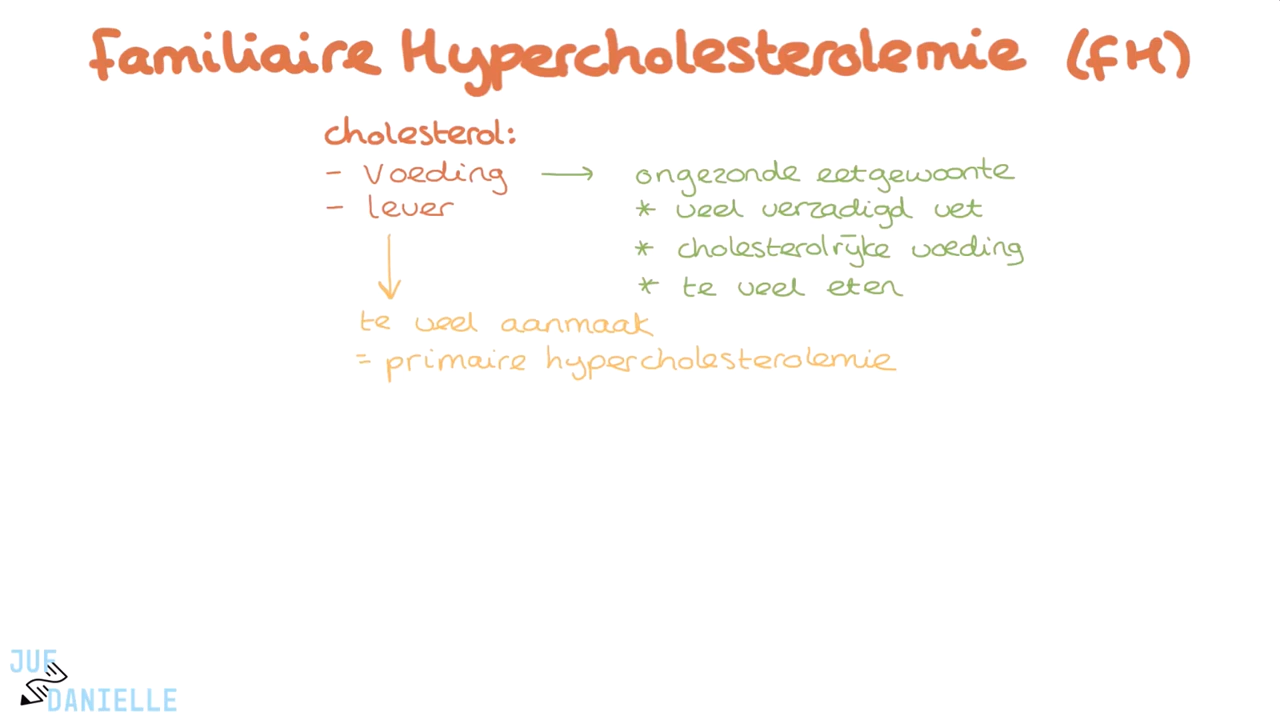 Familiaire Hypercholesterolemie (FH)
cholesterol:
- Voeding → ongezonde eetgewoonte
- lever
* veel verzadigd vet
* cholesterolrijke voeding
* te veel eten
te veel aanmaak
= primaire hypercholesterolemie
JUF
DANIELLE